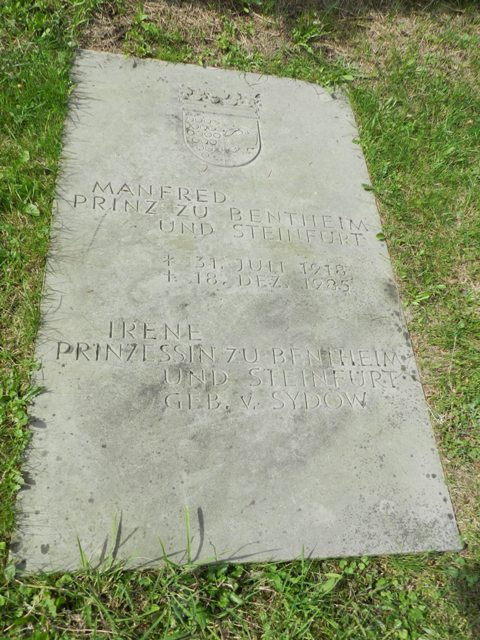 MANFRED
PRINZ ZU BENTHEIM
UND STEINFURT
* 31. JULI 1918
† 18. DEZ. 1985
IRENE
PRINZESSIN ZU BENTHEIM
UND STEINFURT
GEB. V. SYDOW